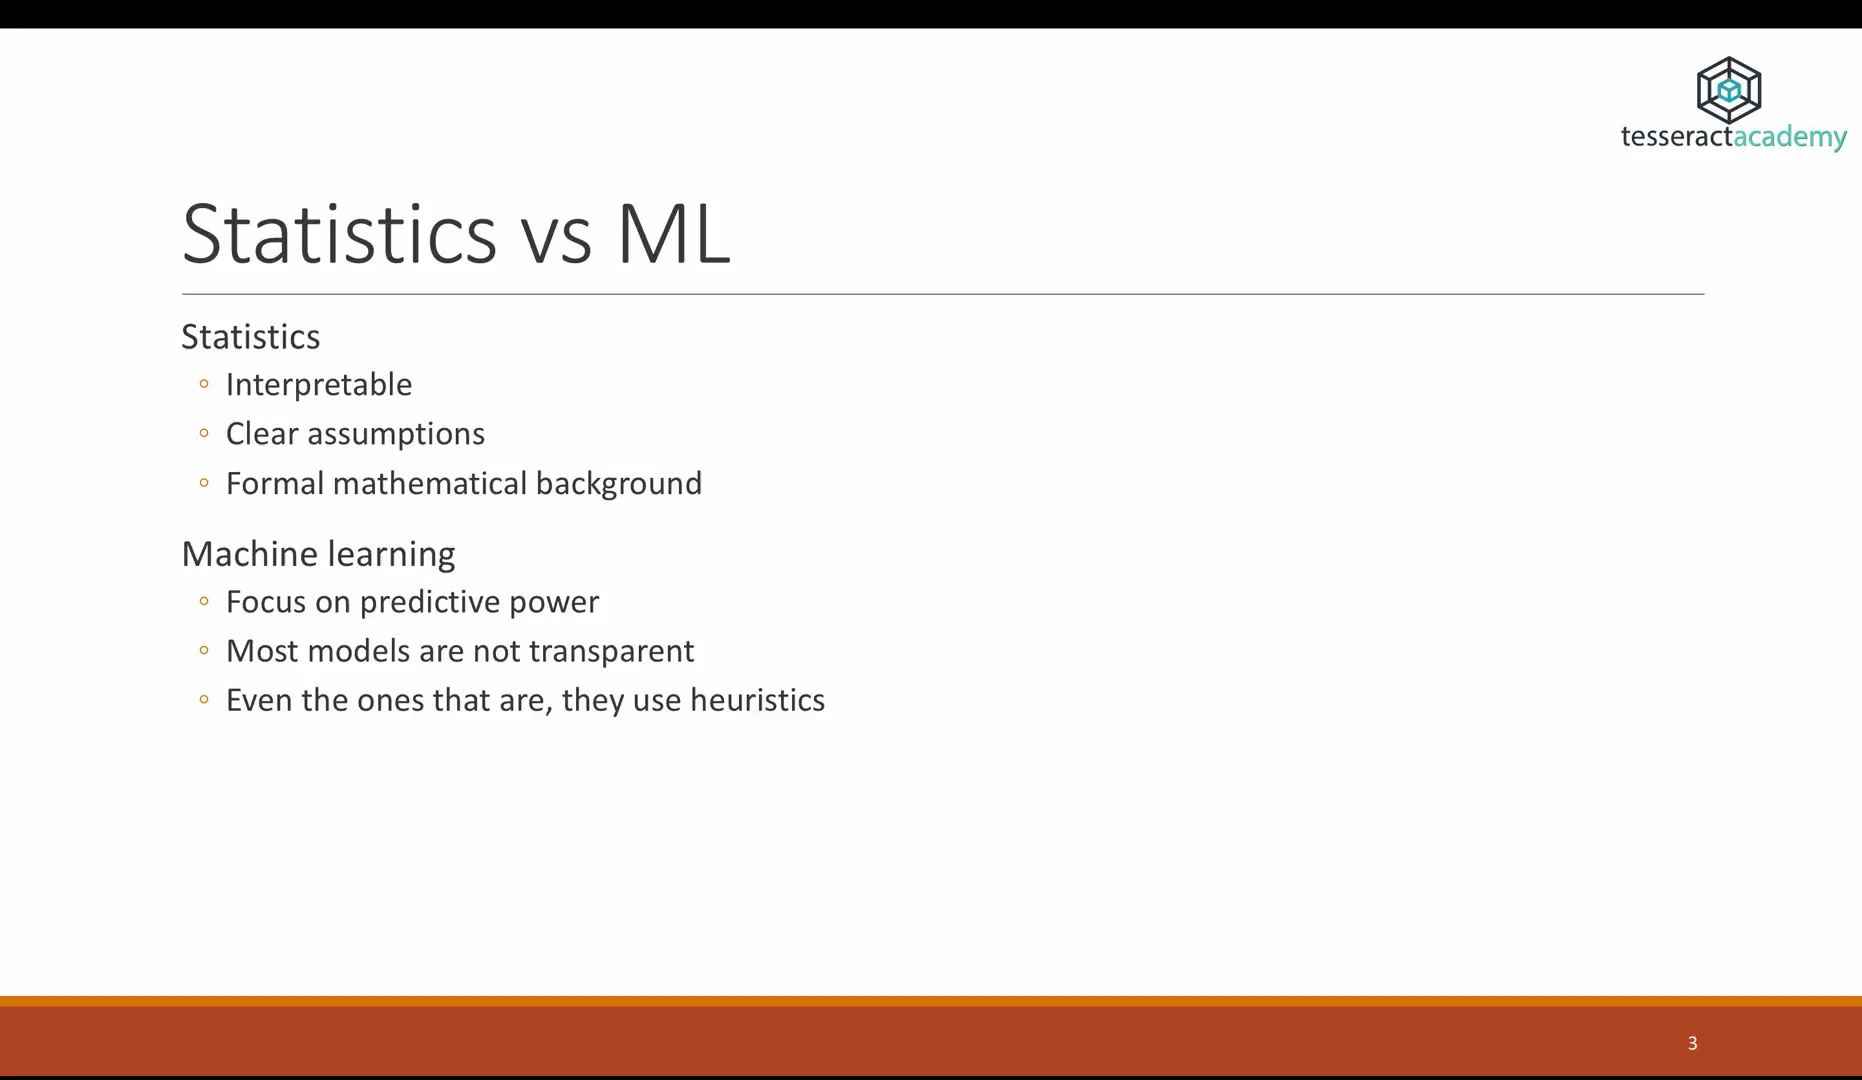 tesseractacademy
Statistics vs ML
Statistics
◦ Interpretable
◦ Clear assumptions
◦ Formal mathematical background
Machine learning
◦ Focus on predictive power
◦ Most models are not transparent
◦ Even the ones that are, they use heuristics
3